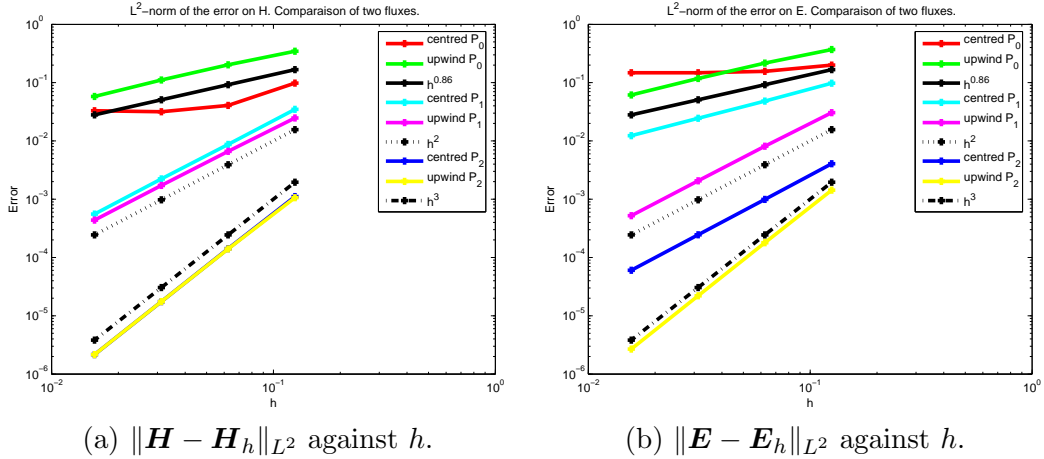 L²-norm of the error on H. Comparaison of two fluxes.
10⁰
10⁻¹
10⁻²
10⁻³
10⁻⁴
10⁻⁵
10⁻⁶
Error
10⁻²
10⁻¹
10⁰
h
centred P₀
upwind P₀
h⁰·⁸⁶
centred P₁
upwind P₁
h²
centred P₂
upwind P₂
h³
(a) ‖H − H_h‖_{L²} against h.
L²-norm of the error on E. Comparaison of two fluxes.
10⁰
10⁻¹
10⁻²
10⁻³
10⁻⁴
10⁻⁵
10⁻⁶
Error
10⁻²
10⁻¹
10⁰
h
centred P₀
upwind P₀
h⁰·⁸⁶
centred P₁
upwind P₁
h²
centred P₂
upwind P₂
h³
(b) ‖E − E_h‖_{L²} against h.